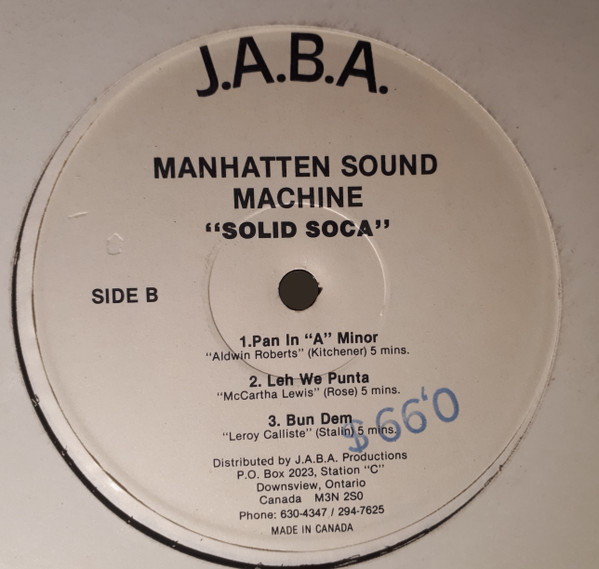 J.A.B.A.
MANHATTEN SOUND
MACHINE
“SOLID SOCA”
SIDE B
1.Pan In “A” Minor
“Aldwin Roberts” (Kitchener) 5 mins.
2. Leh We Punta
“McCartha Lewis” (Rose) 5 mins.
3. Bun Dem
“Leroy Calliste” (Stalin) 5 mins.
0,99 $
Distributed by J.A.B.A. Productions
P.O. Box 2023, Station “C”
Downsview, Ontario
Canada M3N 2S0
Phone: 630-4347 / 294-7625
MADE IN CANADA